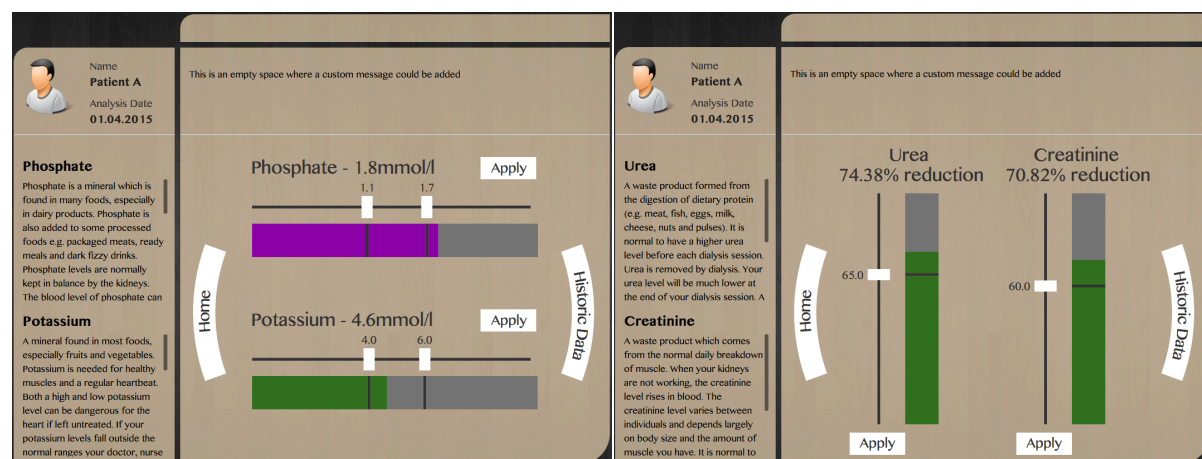 Name
Patient A
Analysis Date
01.04.2015
This is an empty space where a custom message could be added
Phosphate
Phosphate is a mineral which is
found in many foods, especially
in dairy products. Phosphate is
also added to some processed
foods e.g. packaged meats, ready
meals and dark fizzy drinks.
Phosphate levels are normally
kept in balance by the kidneys.
The blood level of phosphate can
Potassium
A mineral found in most foods,
especially fruits and vegetables.
Potassium is needed for healthy
muscles and a regular heartbeat.
Both a high and low potassium
level can be dangerous for the
heart if left untreated. If your
potassium levels fall outside the
normal ranges your doctor, nurse
Home
Phosphate - 1.8mmol/l
Apply
1.1
1.7
Potassium - 4.6mmol/l
Apply
4.0
6.0
Historic Data
Name
Patient A
Analysis Date
01.04.2015
This is an empty space where a custom message could be added
Urea
A waste product formed from
the digestion of dietary protein
(e.g. meat, fish, eggs, milk,
cheese, nuts and pulses). It is
normal to have a higher urea
level before each dialysis session.
Urea is removed by dialysis. Your
urea level will be much lower at
the end of your dialysis session. A
Creatinine
A waste product which comes
from the normal daily breakdown
of muscle. When your kidneys
are not working, the creatinine
level rises in blood. The
creatinine level varies between
individuals and depends largely
on body size and the amount of
muscle you have. It is normal to
Home
Urea
74.38% reduction
65.0
Apply
Creatinine
70.82% reduction
60.0
Apply
Historic Data